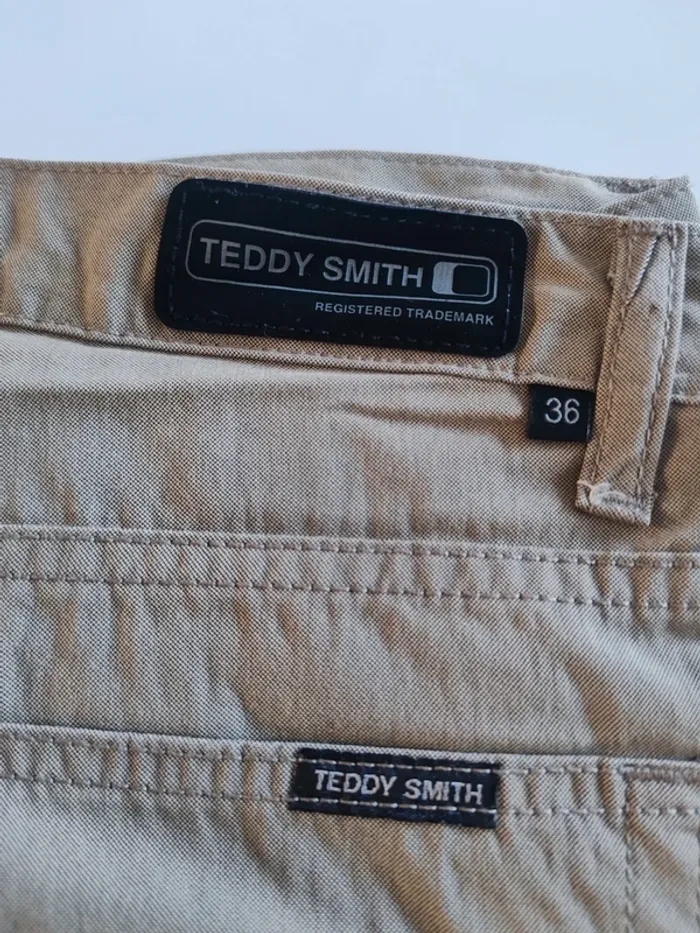 TEDDY SMITH
REGISTERED TRADEMARK
36
TEDDY SMITH